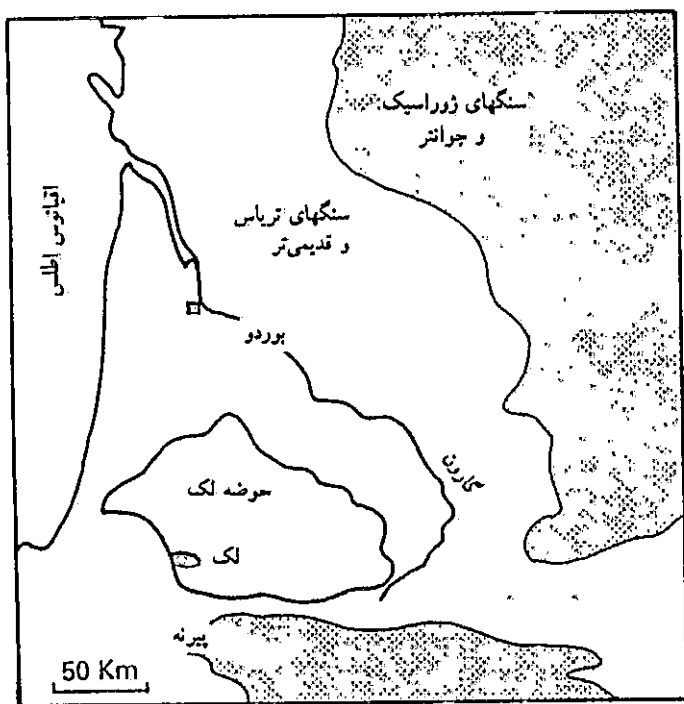 سنگهای ژوراسیک
و جوانتر
سنگهای تریاس
و قدیمی‌تر
اقیانوس اطلس
بوردو
گارون
حوضه لک
لک
پیرنه
50 Km